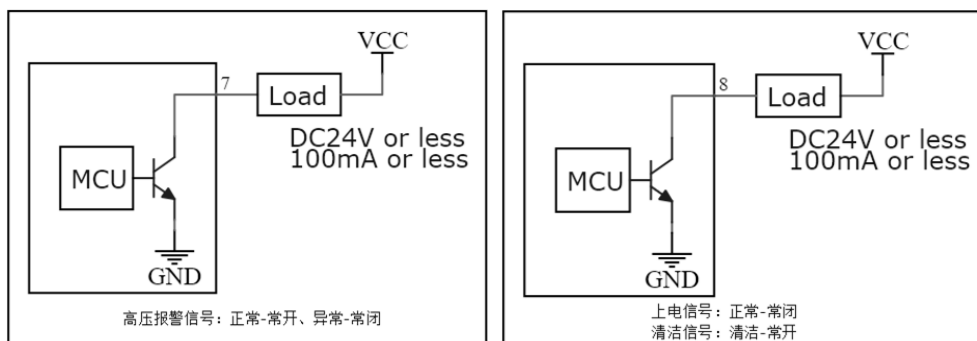 VCC
7
Load
DC24V or less
100mA or less
MCU
GND
高压报警信号：正常-常开、异常-常闭
VCC
8
Load
DC24V or less
100mA or less
MCU
GND
上电信号：正常-常闭
清洁信号：清洁-常开